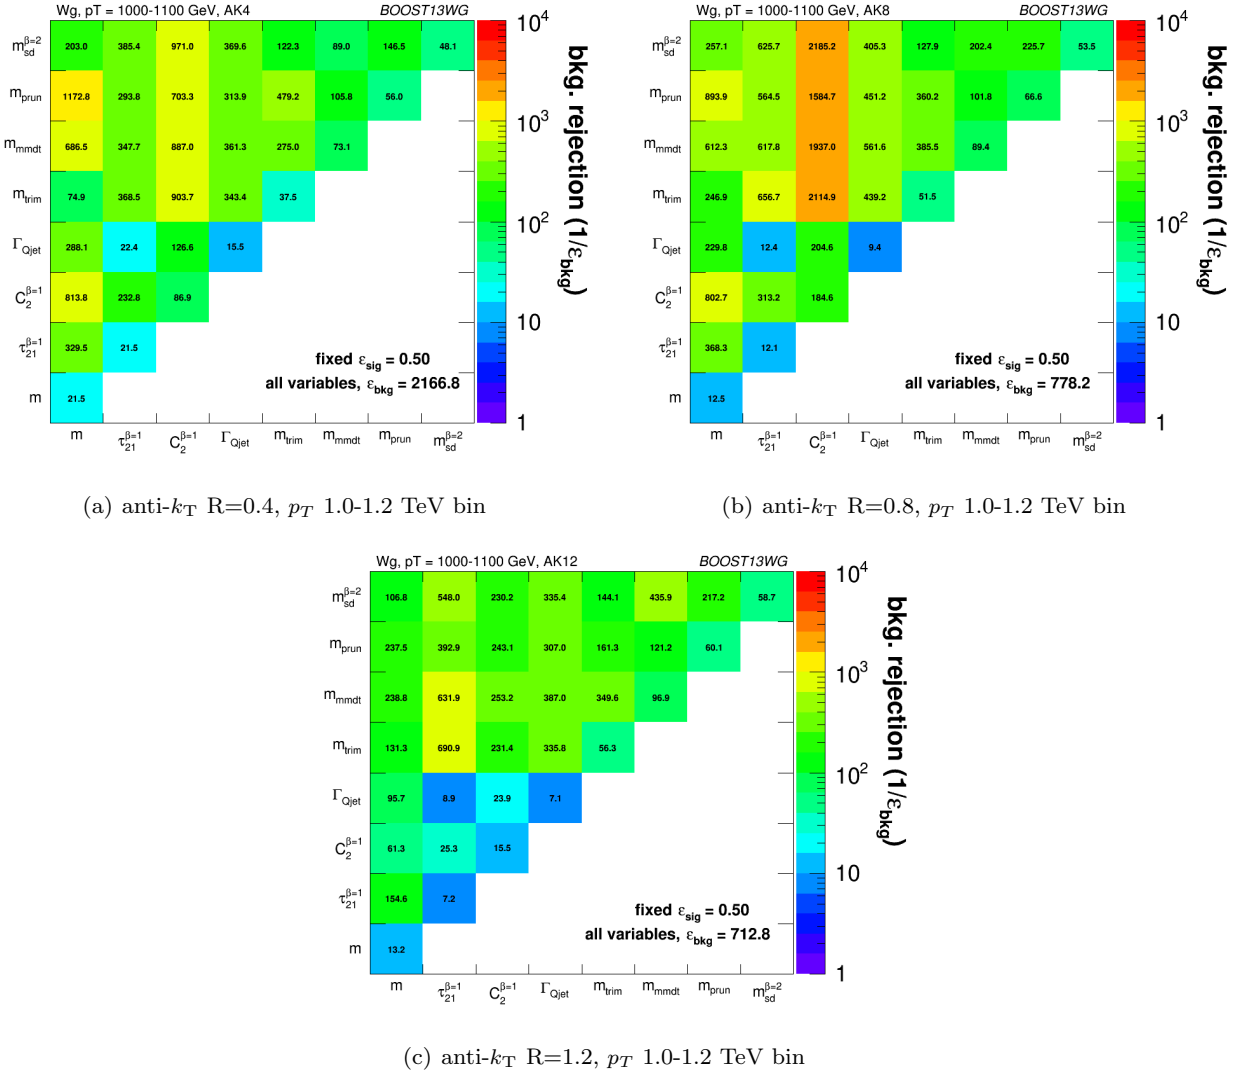 Wg, pT = 1000-1100 GeV, AK4 BOOST13WG
m_sd^β=2 203.0 385.4 971.0 369.6 122.3 89.0 146.5 48.1
m_prun 1172.8 293.8 703.3 313.9 479.2 105.8 56.0
m_mmdt 686.5 347.7 887.0 361.3 275.0 73.1
m_trim 74.9 368.5 903.7 343.4 37.5
Γ_Qjet 288.1 22.4 126.6 15.5
C_2^β=1 813.8 232.8 86.9
τ_21^β=1 329.5 21.5
fixed ε_sig = 0.50
all variables, ε_bkg = 2166.8
m 21.5
m τ_21^β=1 C_2^β=1 Γ_Qjet m_trim m_mmdt m_prun m_sd^β=2
10^4
10^3
10^2
10
1
bkg. rejection (1/ε_bkg)
(a) anti-k_T R=0.4, p_T 1.0-1.2 TeV bin
Wg, pT = 1000-1100 GeV, AK8 BOOST13WG
m_sd^β=2 257.1 625.7 2185.2 405.3 127.9 202.4 225.7 53.5
m_prun 893.9 564.5 1584.7 451.2 360.2 101.8 66.6
m_mmdt 612.3 617.8 1937.0 561.6 385.5 89.4
m_trim 246.9 656.7 2114.9 439.2 51.5
Γ_Qjet 229.8 12.4 204.6 9.4
C_2^β=1 802.7 313.2 184.6
τ_21^β=1 368.3 12.1
fixed ε_sig = 0.50
all variables, ε_bkg = 778.2
m 12.5
m τ_21^β=1 C_2^β=1 Γ_Qjet m_trim m_mmdt m_prun m_sd^β=2
10^4
10^3
10^2
10
1
bkg. rejection (1/ε_bkg)
(b) anti-k_T R=0.8, p_T 1.0-1.2 TeV bin
Wg, pT = 1000-1100 GeV, AK12 BOOST13WG
m_sd^β=2 106.8 548.0 230.2 335.4 144.1 435.9 217.2 58.7
m_prun 237.5 392.9 243.1 307.0 161.3 121.2 60.1
m_mmdt 238.8 631.9 253.2 387.0 349.6 96.9
m_trim 131.3 690.9 231.4 335.8 56.3
Γ_Qjet 95.7 8.9 23.9 7.1
C_2^β=1 61.3 25.3 15.5
τ_21^β=1 154.6 7.2
fixed ε_sig = 0.50
all variables, ε_bkg = 712.8
m 13.2
m τ_21^β=1 C_2^β=1 Γ_Qjet m_trim m_mmdt m_prun m_sd^β=2
10^4
10^3
10^2
10
1
bkg. rejection (1/ε_bkg)
(c) anti-k_T R=1.2, p_T 1.0-1.2 TeV bin